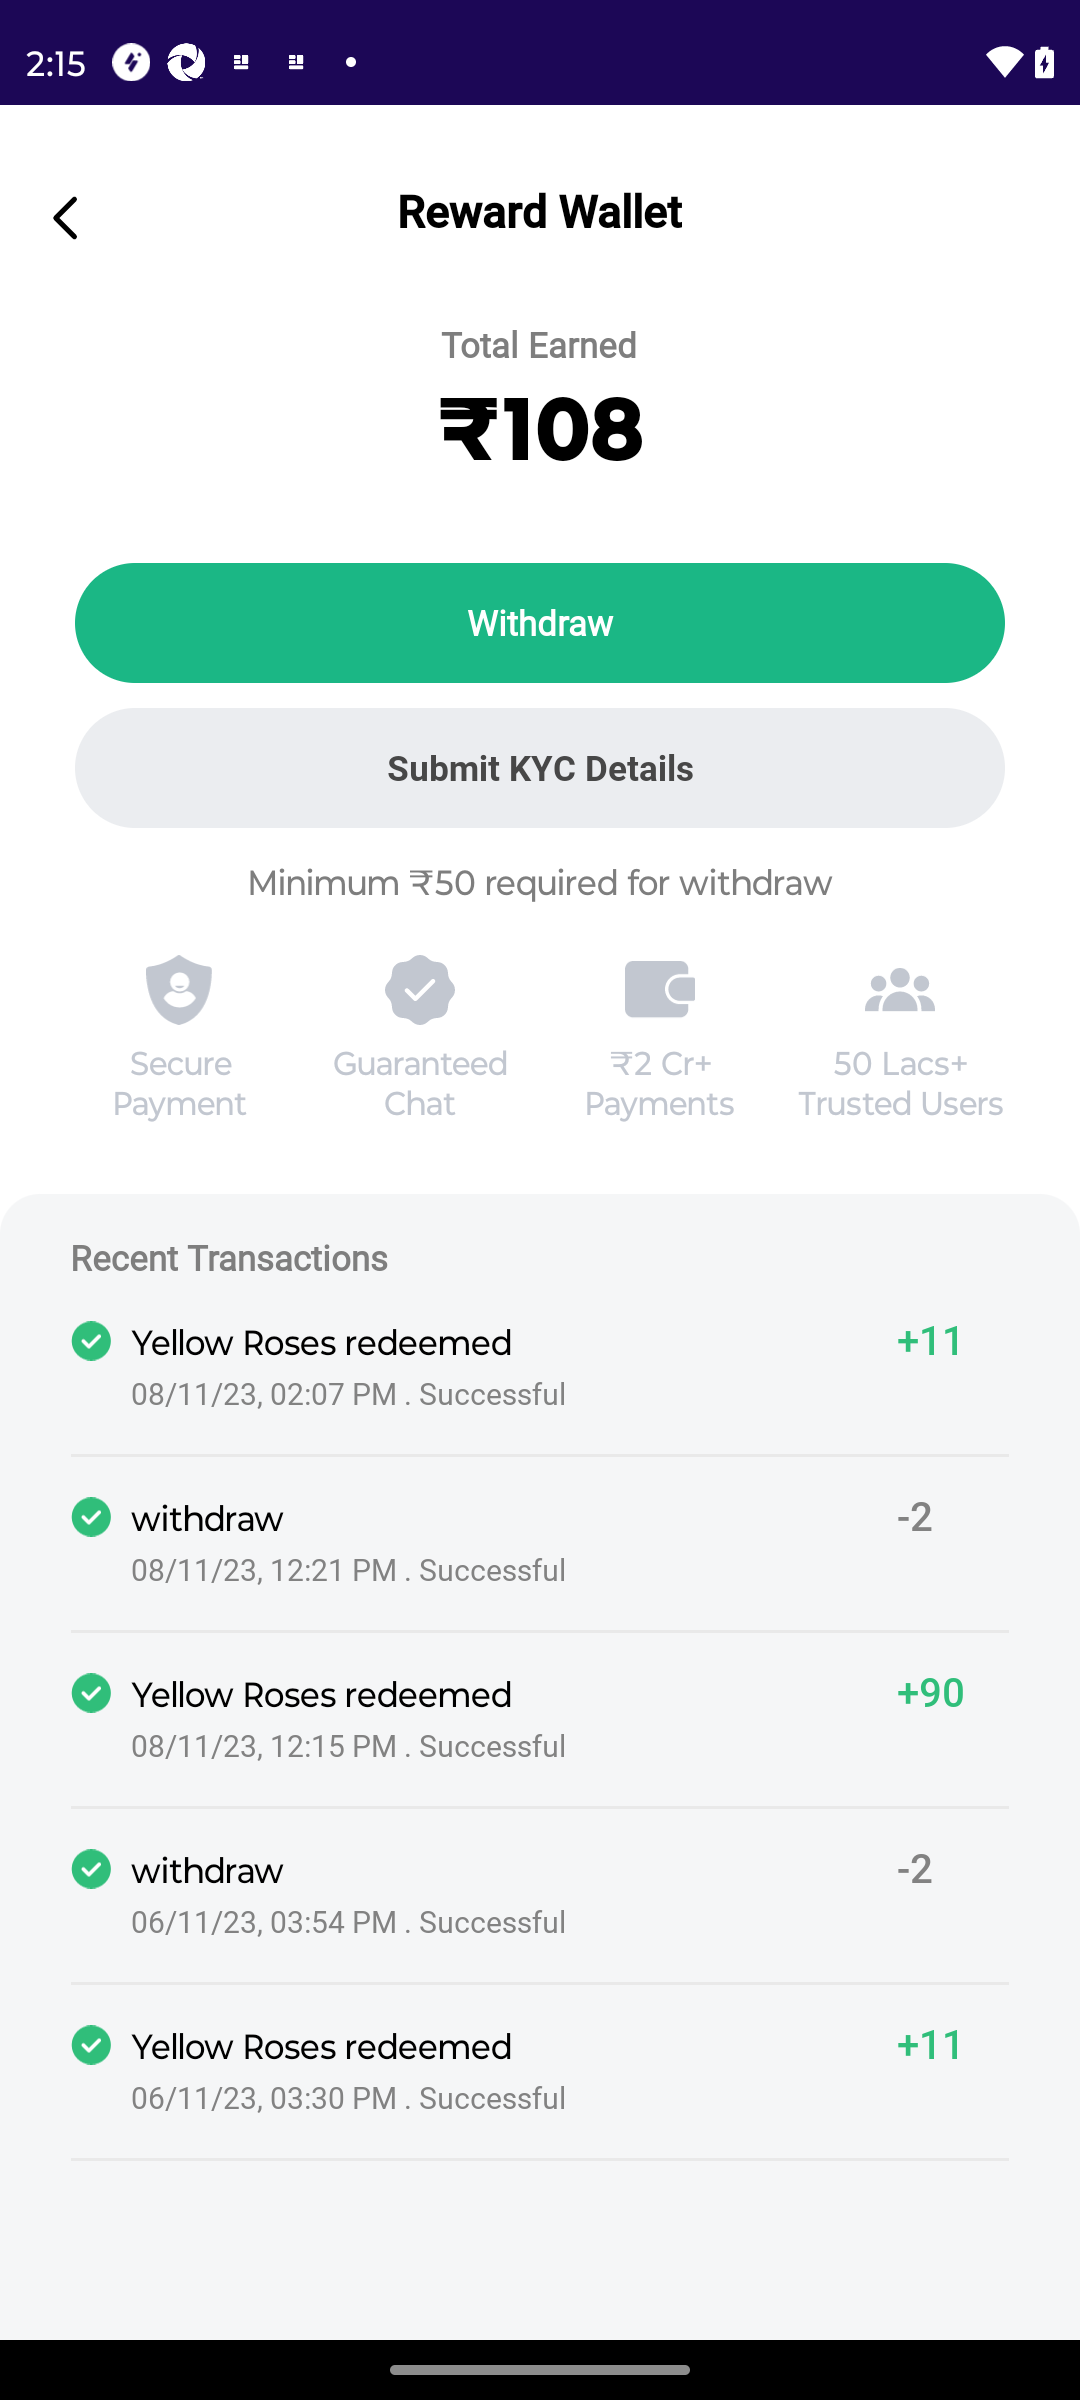 2:15
Reward Wallet
Total Earned
₹108
Withdraw
Submit KYC Details
Minimum ₹50 required for withdraw
Secure Payment
Guaranteed Chat
₹2 Cr+ Payments
50 Lacs+ Trusted Users
Recent Transactions
Yellow Roses redeemed +11
08/11/23, 02:07 PM . Successful
withdraw -2
08/11/23, 12:21 PM . Successful
Yellow Roses redeemed +90
08/11/23, 12:15 PM . Successful
withdraw -2
06/11/23, 03:54 PM . Successful
Yellow Roses redeemed +11
06/11/23, 03:30 PM . Successful